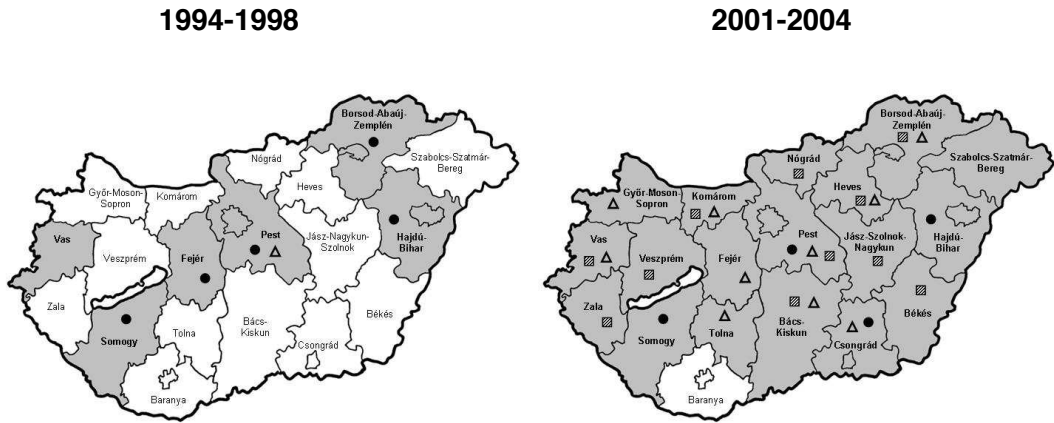 1994-1998
Borsod-Abaúj-
Zemplén
Szabolcs-Szatmár-
Bereg
Nógrád
Heves
Győr-Moson-
Sopron
Komárom
Vas
Veszprém
Fejér
Pest
Jász-Nagykun-
Szolnok
Hajdú-
Bihar
Zala
Somogy
Tolna
Bács-
Kiskun
Békés
Csongrád
Baranya
2001-2004
Borsod-Abaúj-
Zemplén
Szabolcs-Szatmár-
Bereg
Nógrád
Heves
Győr-Moson-
Sopron
Komárom
Vas
Veszprém
Fejér
Pest
Jász-Szolnok-
Nagykun
Hajdú-
Bihar
Zala
Somogy
Tolna
Bács-
Kiskun
Békés
Csongrád
Baranya